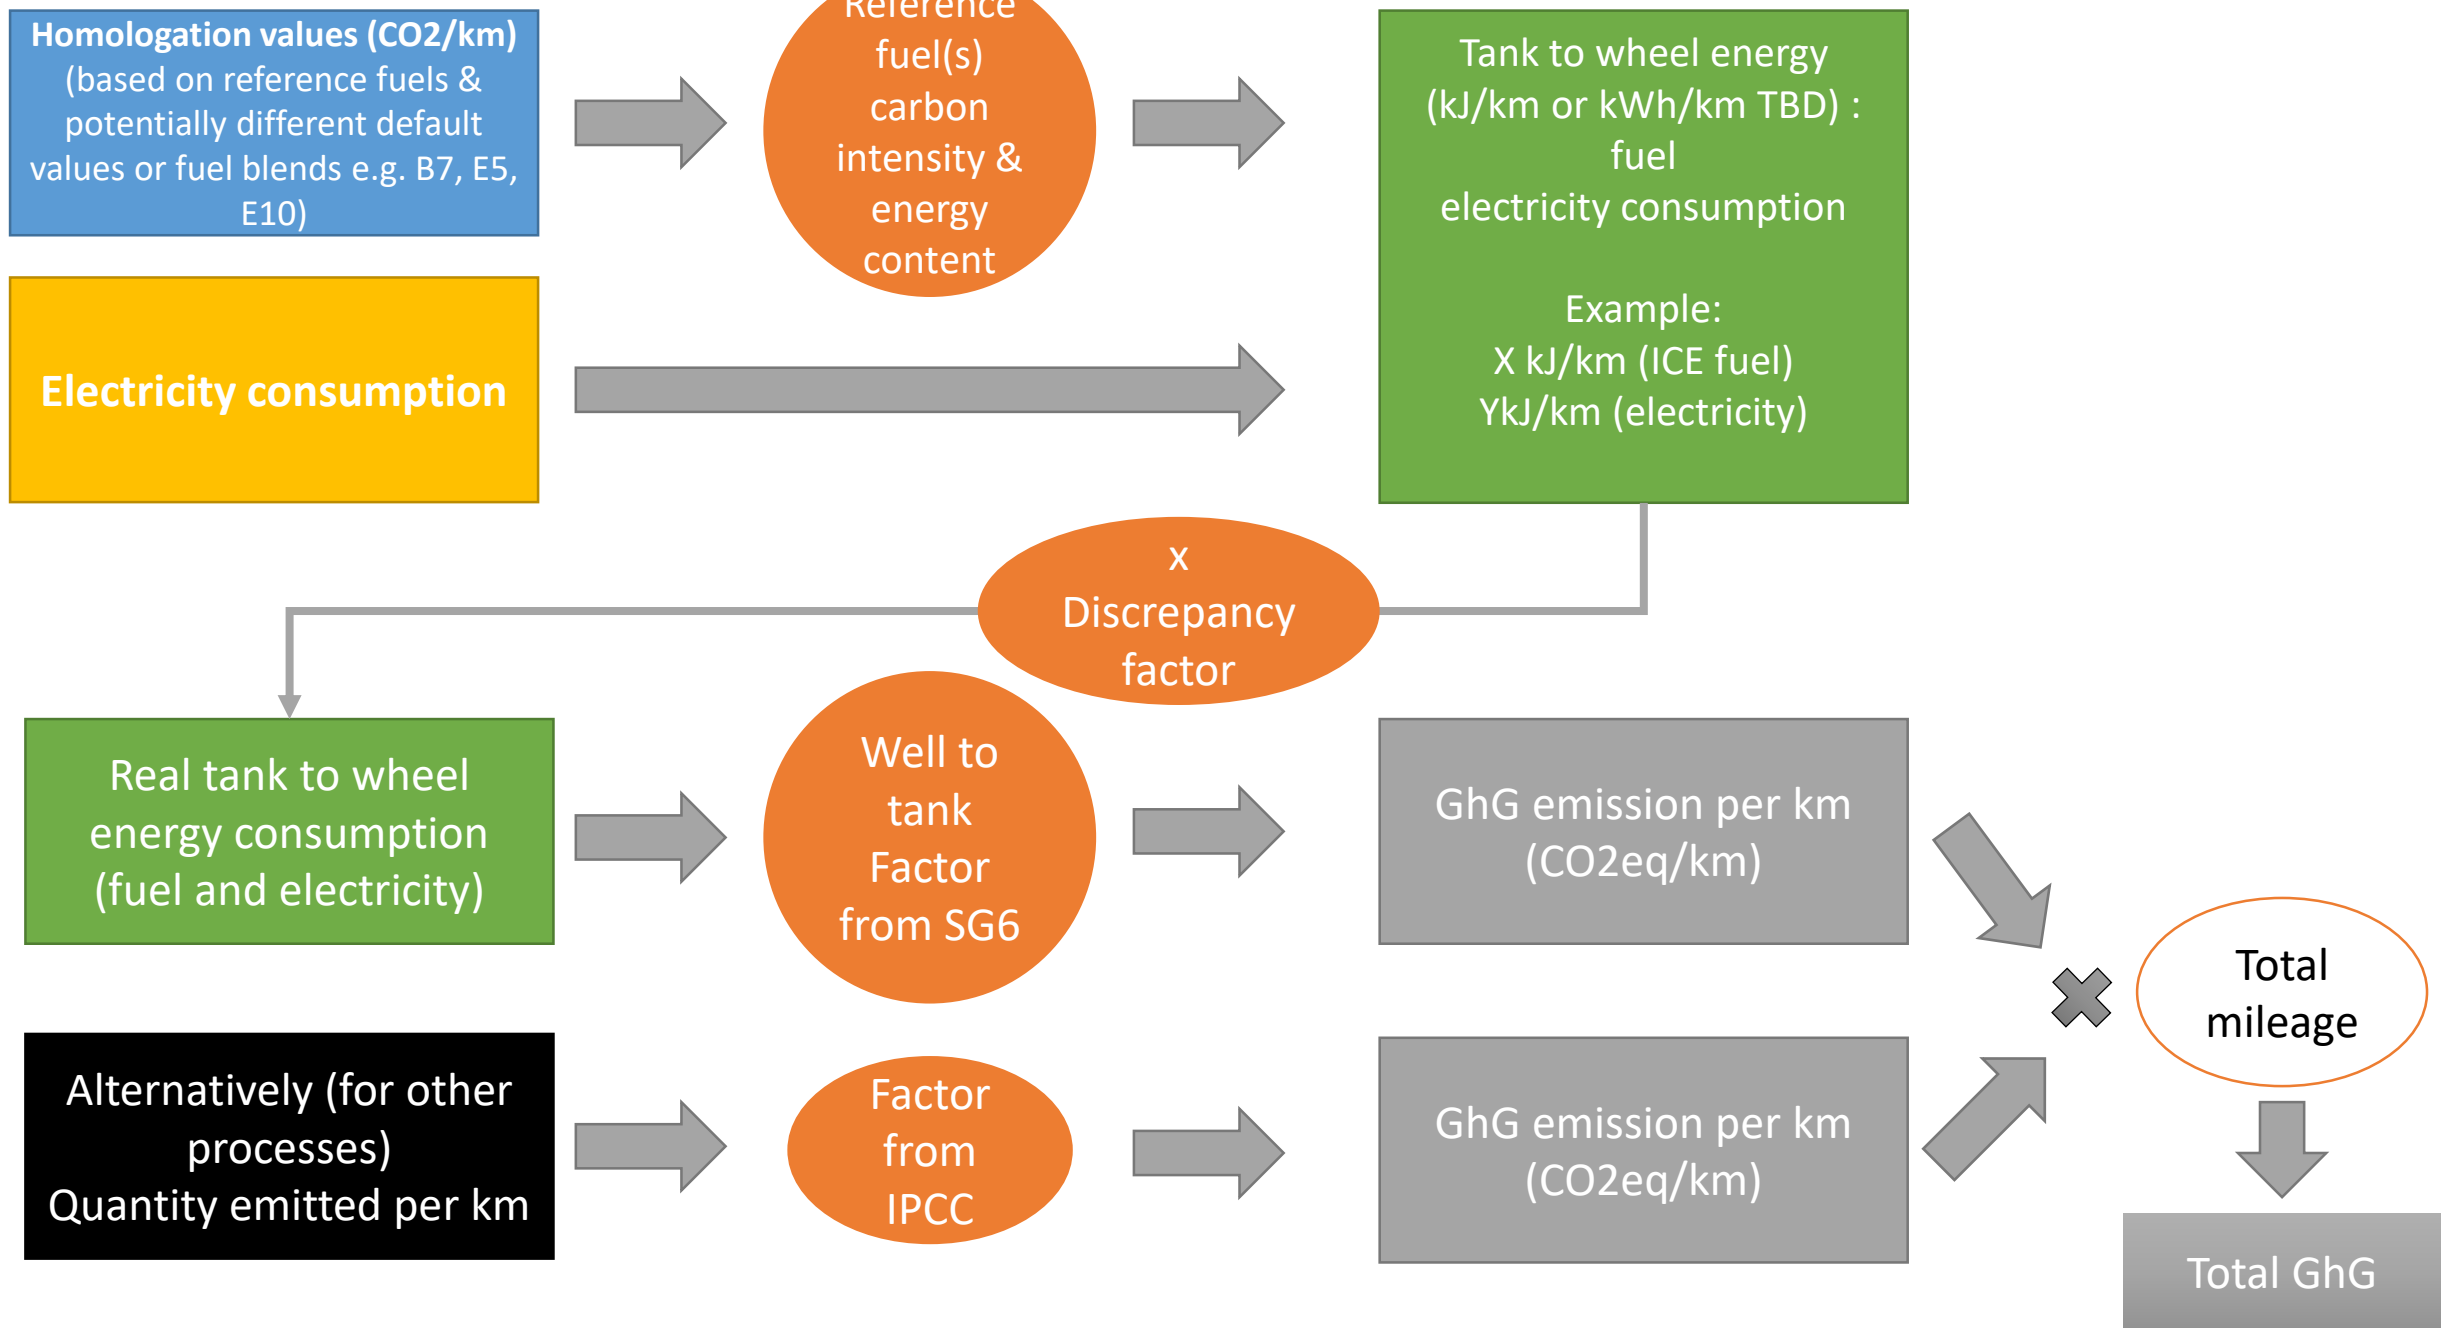 Homologation values (CO2/km)
(based on reference fuels &
potentially different default
values or fuel blends e.g. B7, E5,
E10)
Reference
fuel(s)
carbon
intensity &
energy
content
Tank to wheel energy
(kJ/km or kWh/km TBD) :
fuel
electricity consumption
Example:
X kJ/km (ICE fuel)
YkJ/km (electricity)
Electricity consumption
x
Discrepancy
factor
Real tank to wheel
energy consumption
(fuel and electricity)
Well to
tank
Factor
from SG6
GhG emission per km
(CO2eq/km)
Total
mileage
Alternatively (for other
processes)
Quantity emitted per km
Factor
from
IPCC
GhG emission per km
(CO2eq/km)
Total GhG